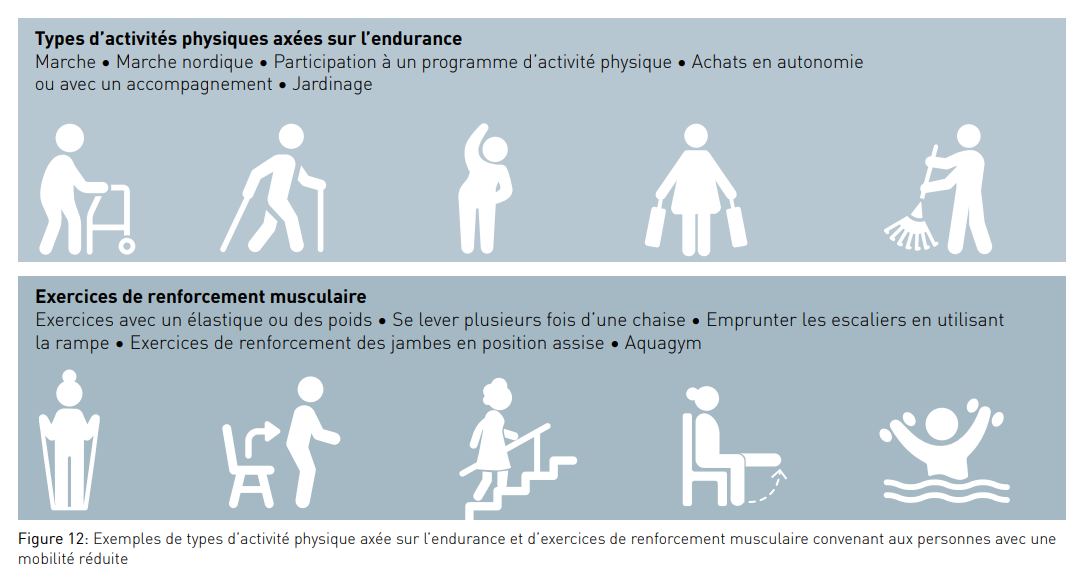 Types d'activités physiques axées sur l'endurance
Marche • Marche nordique • Participation à un programme d'activité physique • Achats en autonomie
ou avec un accompagnement • Jardinage
Exercices de renforcement musculaire
Exercices avec un élastique ou des poids • Se lever plusieurs fois d'une chaise • Emprunter les escaliers en utilisant
la rampe • Exercices de renforcement des jambes en position assise • Aquagym
Figure 12: Exemples de types d'activité physique axée sur l'endurance et d'exercices de renforcement musculaire convenant aux personnes avec une
mobilité réduite